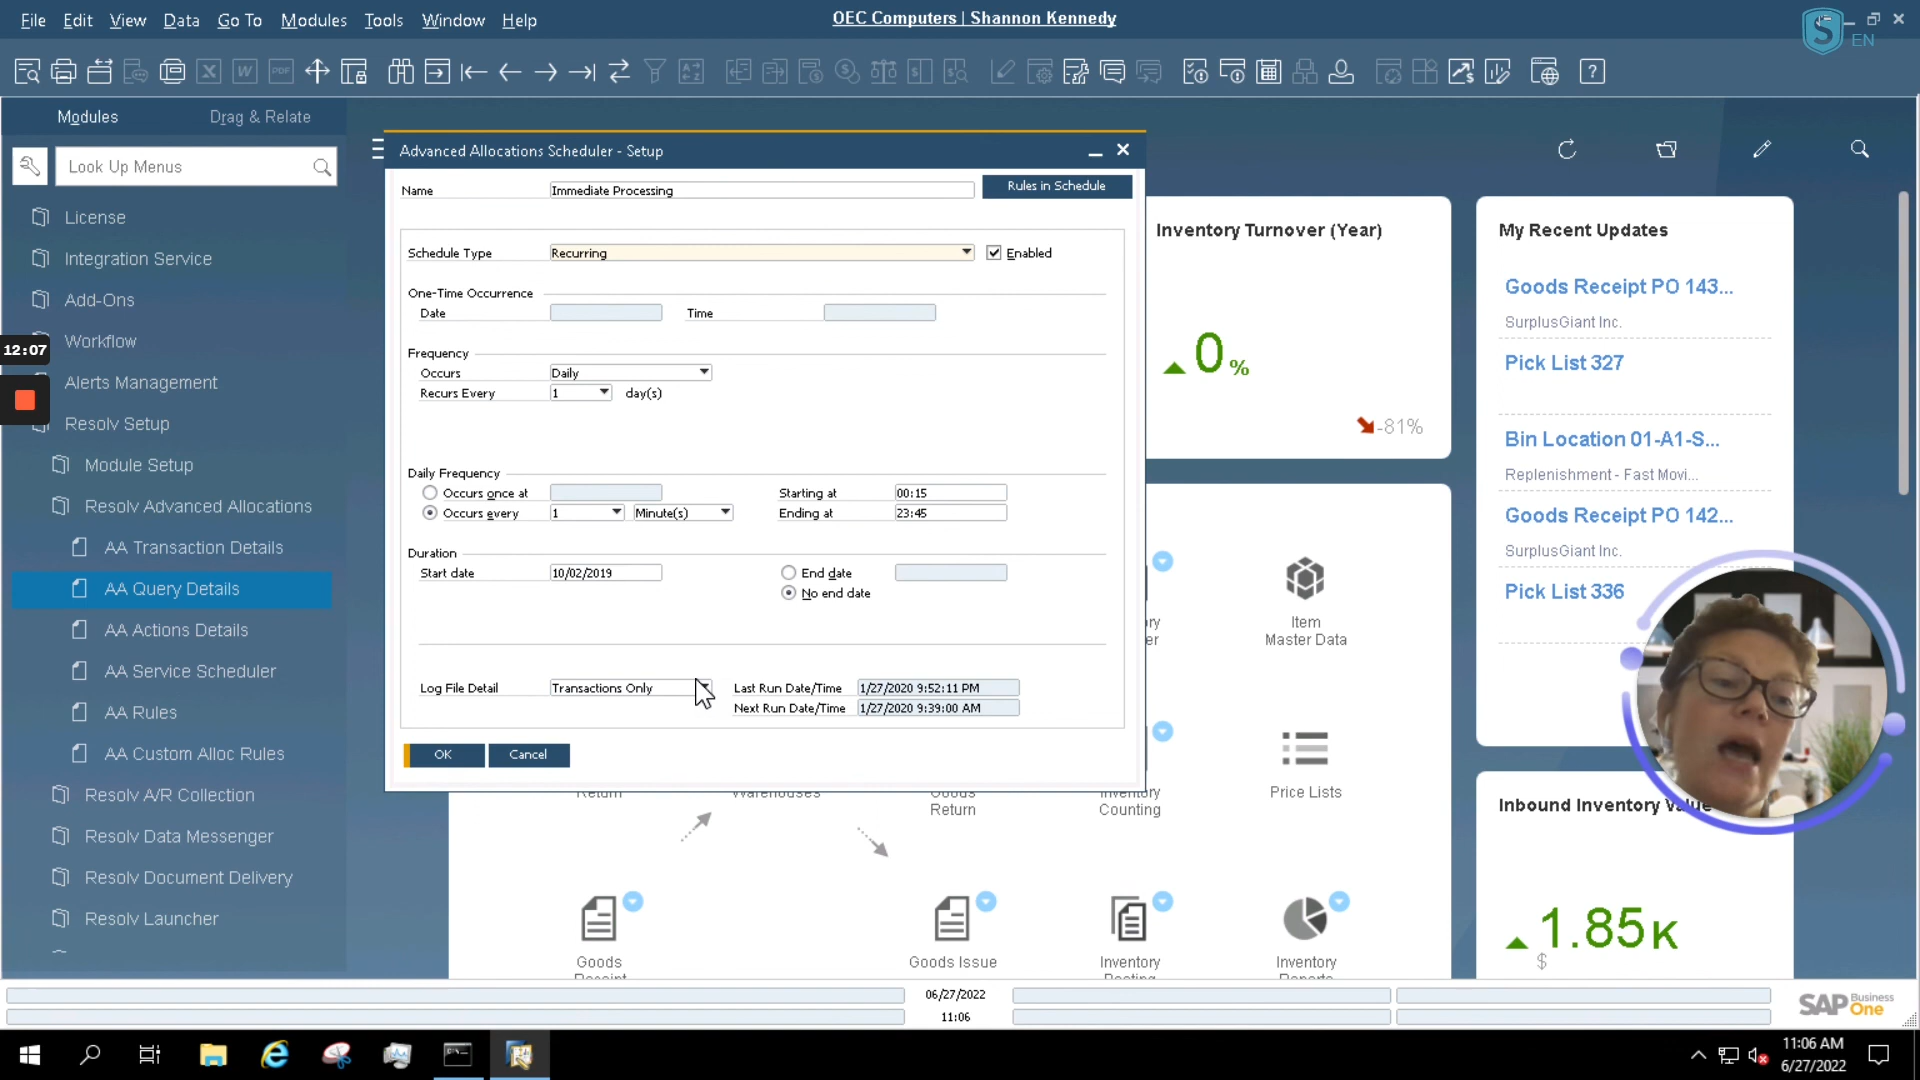 File Edit View Data Go To Modules Tools Window Help
OEC Computers | Shannon Kennedy
EN
Modules
Drag & Relate
Look Up Menus
License
Integration Service
Add-Ons
Workflow
12:07
Alerts Management
Resolv Setup
Module Setup
Resolv Advanced Allocations
AA Transaction Details
AA Query Details
AA Actions Details
AA Service Scheduler
AA Rules
AA Custom Alloc Rules
Resolv A/R Collection
Resolv Data Messenger
Resolv Document Delivery
Resolv Launcher
Advanced Allocations Scheduler - Setup
Name Immediate Processing
Rules in Schedule
Schedule Type Recurring
Enabled
One-Time Occurrence
Date Time
Frequency
Occurs Daily
Recurs Every 1 day(s)
Daily Frequency
Occurs once at Starting at 00:15
Occurs every 1 Minute(s) Ending at 23:45
Duration
Start date 10/02/2019 End date
No end date
Log File Detail Transactions Only Last Run Date/Time 1/27/2020 9:52:11 PM
Next Run Date/Time 1/27/2020 9:39:00 AM
OK Cancel
Inventory Turnover (Year)
0 %
-81%
My Recent Updates
Goods Receipt PO 143...
SurplusGiant Inc.
Pick List 327
Bin Location 01-A1-S...
Replenishment - Fast Movi...
Goods Receipt PO 142...
SurplusGiant Inc.
Pick List 336
Item
Master Data
Price Lists
Return
Warehouses
Goods
Return
Inventory
Counting
Inbound Inventory Value
1.85K
$
Goods
Receipt
Goods Issue
Inventory
Posting
Inventory
Reports
06/27/2022
11:06
SAP Business One
11:06 AM
6/27/2022